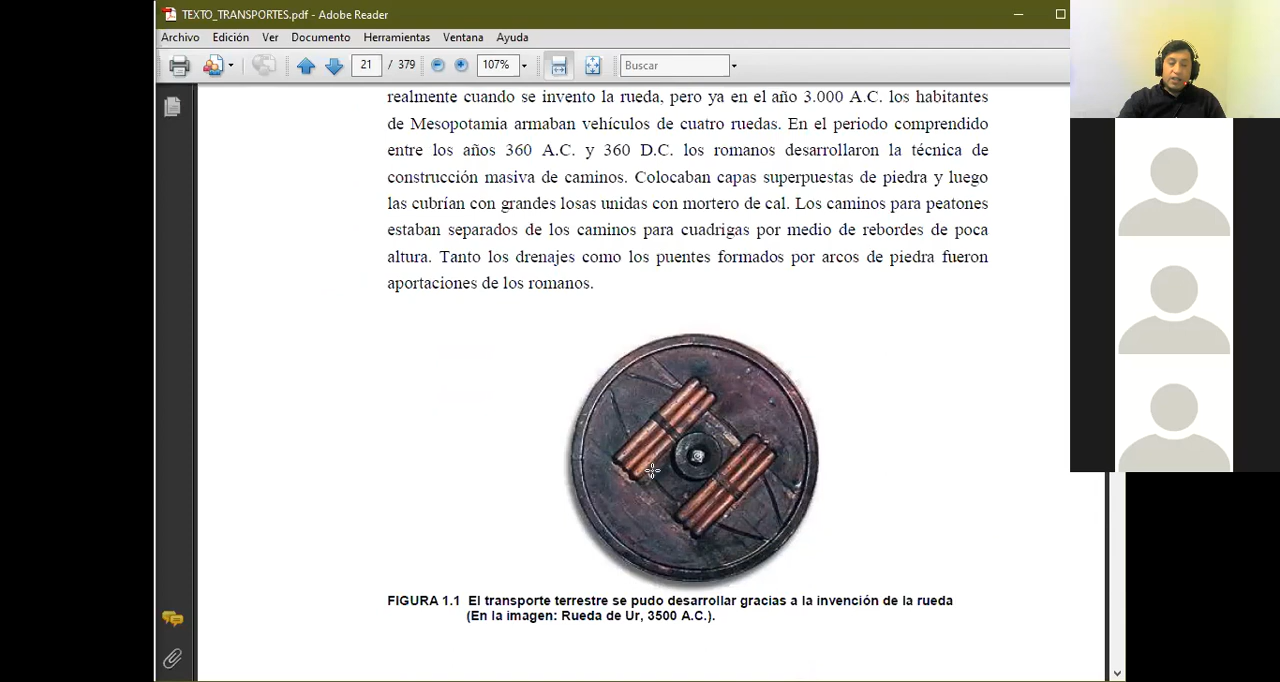 TEXTO_TRANSPORTES.pdf - Adobe Reader
Archivo Edición Ver Documento Herramientas Ventana Ayuda
21 / 379 107% Buscar
realmente cuando se invento la rueda, pero ya en el año 3.000 A.C. los habitantes
de Mesopotamia armaban vehículos de cuatro ruedas. En el periodo comprendido
entre los años 360 A.C. y 360 D.C. los romanos desarrollaron la técnica de
construcción masiva de caminos. Colocaban capas superpuestas de piedra y luego
las cubrían con grandes losas unidas con mortero de cal. Los caminos para peatones
estaban separados de los caminos para cuadrigas por medio de rebordes de poca
altura. Tanto los drenajes como los puentes formados por arcos de piedra fueron
aportaciones de los romanos.
FIGURA 1.1 El transporte terrestre se pudo desarrollar gracias a la invención de la rueda
(En la imagen: Rueda de Ur, 3500 A.C.).